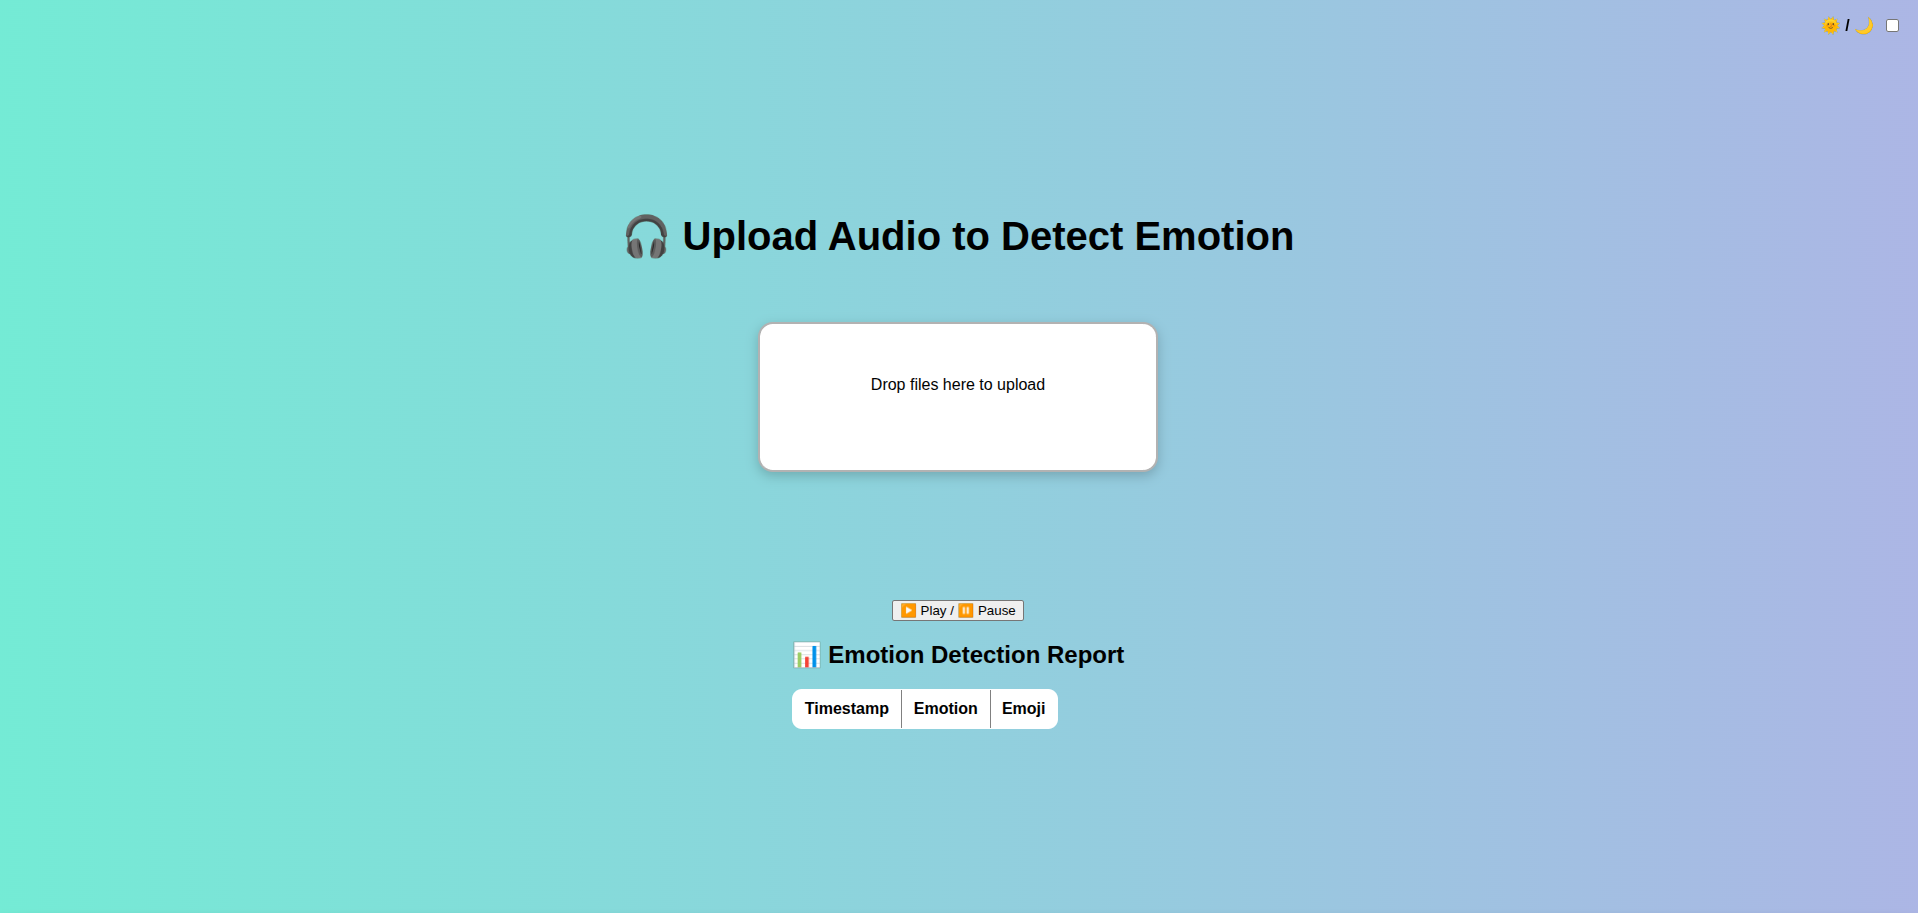 🌞 / 🌙
🎧 Upload Audio to Detect Emotion
Drop files here to upload
▶️ Play / ⏸️ Pause
📊 Emotion Detection Report
Timestamp Emotion Emoji